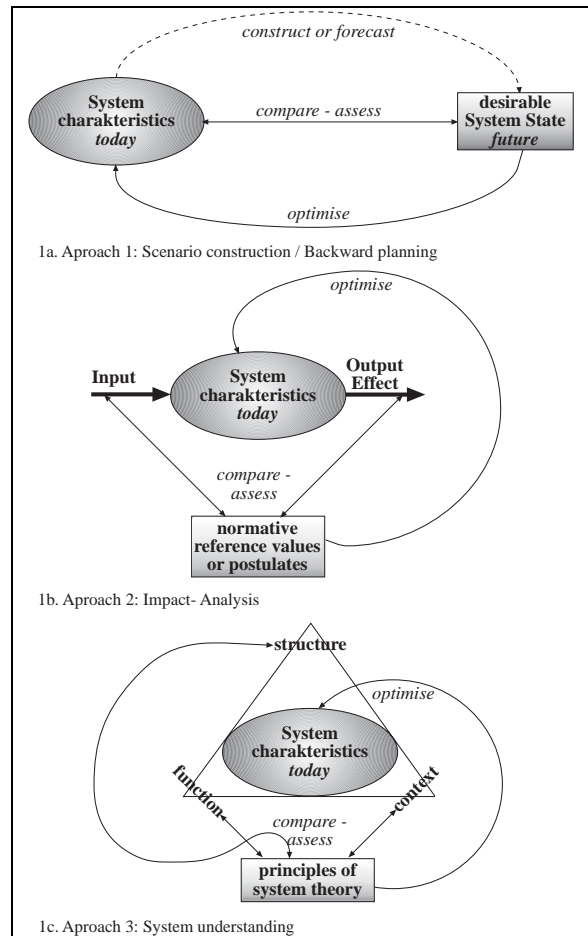 construct or forecast
System
charakteristics
today
compare - assess
desirable
System State
future
optimise
1a. Aproach 1: Scenario construction / Backward planning
optimise
Input
System
charakteristics
today
Output
Effect
compare -
assess
normative
reference values
or postulates
1b. Aproach 2: Impact- Analysis
structure
optimise
System
charakteristics
today
function
context
compare -
assess
principles of
system theory
1c. Aproach 3: System understanding